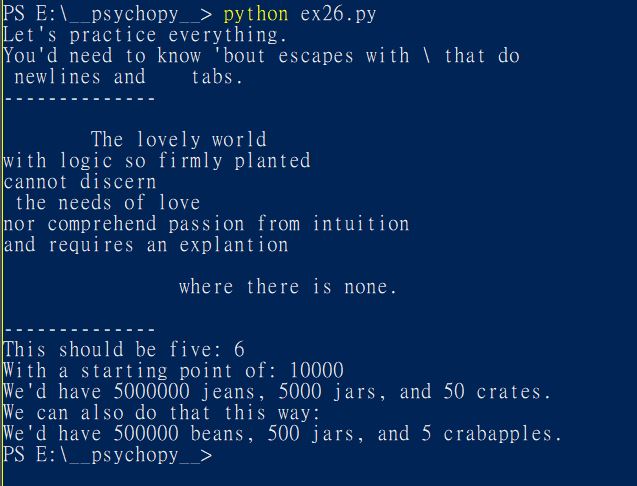 PS E:\__psychopy__> python ex26.py
Let's practice everything.
You'd need to know 'bout escapes with \ that do
 newlines and    tabs.
--------------
        The lovely world
with logic so firmly planted
cannot discern
 the needs of love
nor comprehend passion from intuition
and requires an explantion
                where there is none.
--------------
This should be five: 6
With a starting point of: 10000
We'd have 5000000 jeans, 5000 jars, and 50 crates.
We can also do that this way:
We'd have 500000 beans, 500 jars, and 5 crabapples.
PS E:\__psychopy__>